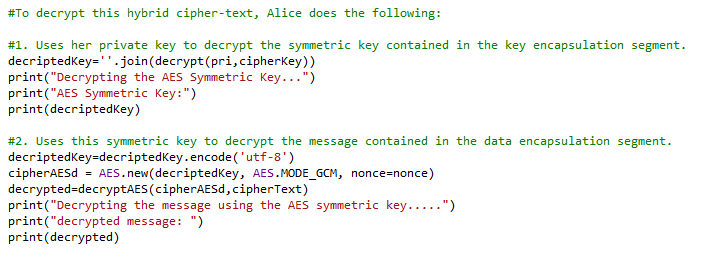 #To decrypt this hybrid cipher-text, Alice does the following:
#1. Uses her private key to decrypt the symmetric key contained in the key encapsulation segment.
decriptedKey=''.join(decrypt(pri,cipherKey))
print("Decrypting the AES Symmetric Key...")
print("AES Symmetric Key:")
print(decriptedKey)
#2. Uses this symmetric key to decrypt the message contained in the data encapsulation segment.
decriptedKey=decriptedKey.encode('utf-8')
cipherAESd = AES.new(decriptedKey, AES.MODE_GCM, nonce=nonce)
decrypted=decryptAES(cipherAESd,cipherText)
print("Decrypting the message using the AES symmetric key.....")
print("decrypted message: ")
print(decrypted)